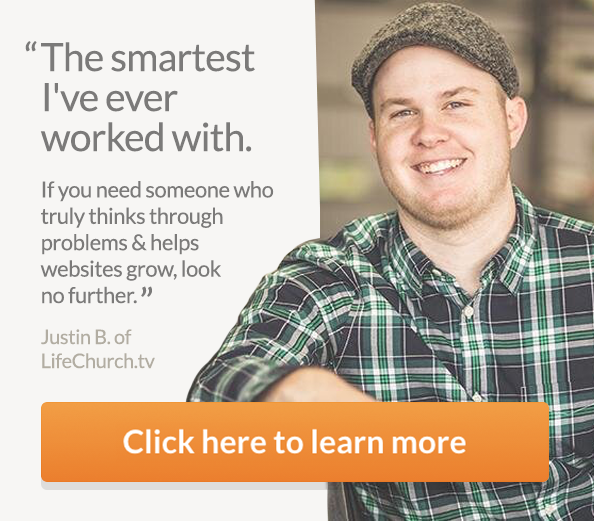 “The smartest
I've ever
worked with.
If you need someone who
truly thinks through
problems & helps
websites grow, look
no further.”
Justin B. of
LifeChurch.tv
Click here to learn more